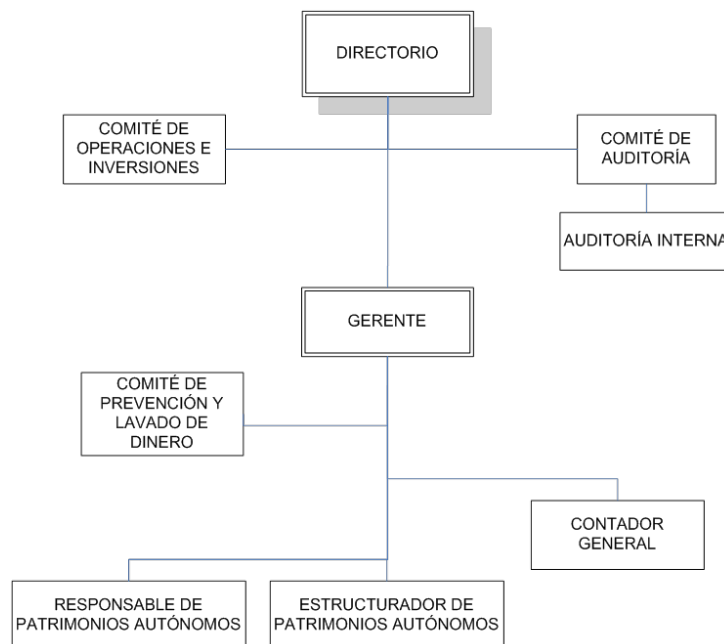 DIRECTORIO
COMITÉ DE
OPERACIONES E
INVERSIONES
COMITÉ DE
AUDITORÍA
AUDITORÍA INTERNA
GERENTE
COMITÉ DE
PREVENCIÓN Y
LAVADO DE
DINERO
CONTADOR
GENERAL
RESPONSABLE DE
PATRIMONIOS AUTÓNOMOS
ESTRUCTURADOR DE
PATRIMONIOS AUTÓNOMOS